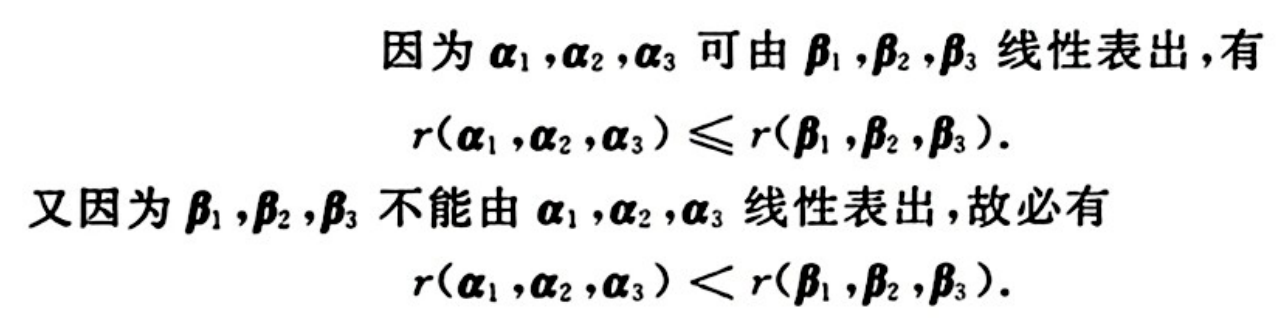 因为 α₁,α₂,α₃ 可由 β₁,β₂,β₃ 线性表出,有
r(α₁,α₂,α₃) ⩽ r(β₁,β₂,β₃).
又因为 β₁,β₂,β₃ 不能由 α₁,α₂,α₃ 线性表出,故必有
r(α₁,α₂,α₃) < r(β₁,β₂,β₃).